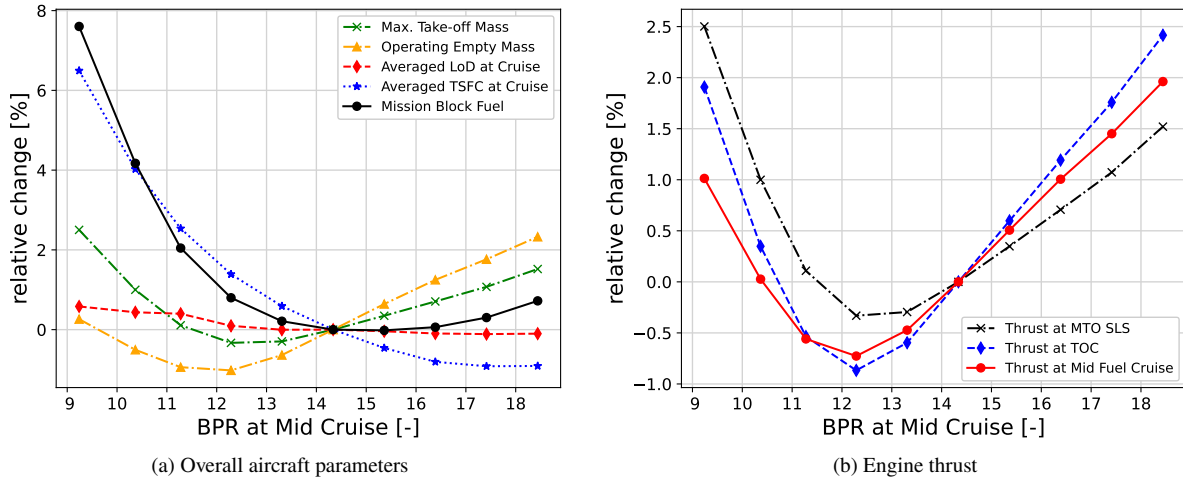 8
6
4
2
0
relative change [%]
Max. Take-off Mass
Operating Empty Mass
Averaged LoD at Cruise
Averaged TSFC at Cruise
Mission Block Fuel
9 10 11 12 13 14 15 16 17 18
BPR at Mid Cruise [-]
(a) Overall aircraft parameters
2.5
2.0
1.5
1.0
0.5
0.0
−0.5
−1.0
relative change [%]
Thrust at MTO SLS
Thrust at TOC
Thrust at Mid Fuel Cruise
9 10 11 12 13 14 15 16 17 18
BPR at Mid Cruise [-]
(b) Engine thrust